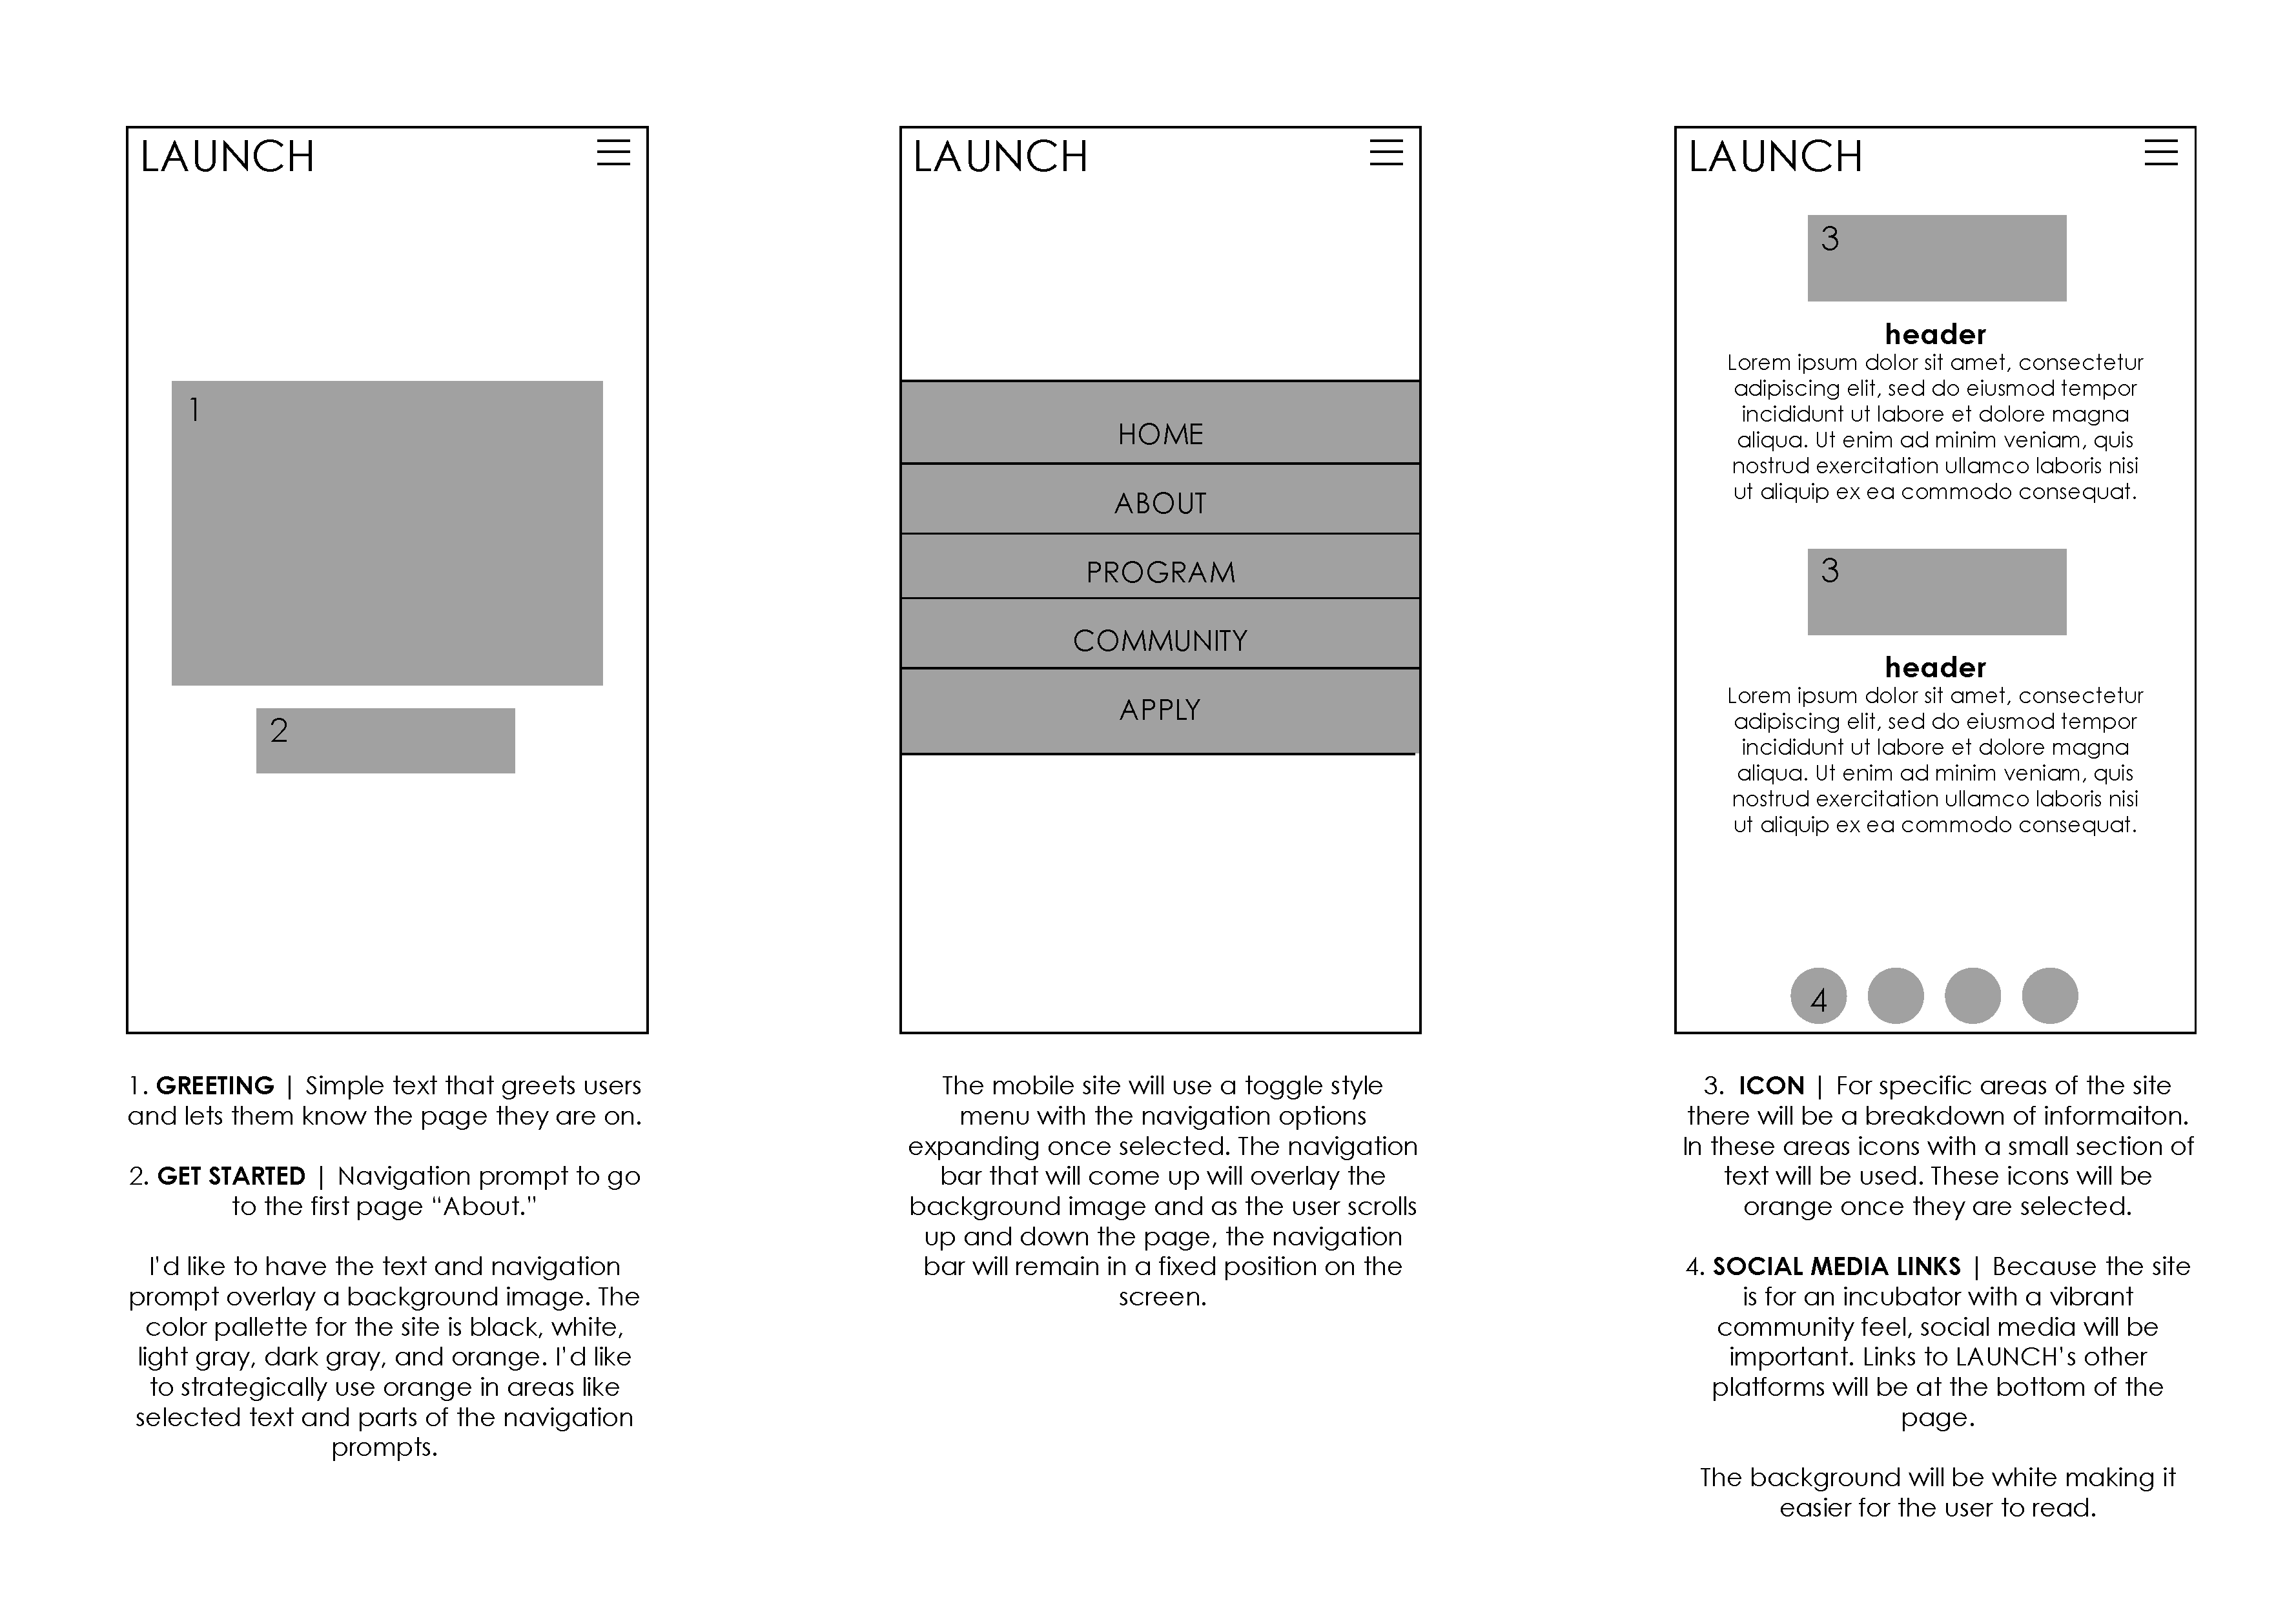 LAUNCH
1
2
1. GREETING | Simple text that greets users
and lets them know the page they are on.
2. GET STARTED | Navigation prompt to go
to the first page “About.”
I’d like to have the text and navigation
prompt overlay a background image. The
color pallette for the site is black, white,
light gray, dark gray, and orange. I’d like
to strategically use orange in areas like
selected text and parts of the navigation
prompts.
LAUNCH
HOME
ABOUT
PROGRAM
COMMUNITY
APPLY
The mobile site will use a toggle style
menu with the navigation options
expanding once selected. The navigation
bar that will come up will overlay the
background image and as the user scrolls
up and down the page, the navigation
bar will remain in a fixed position on the
screen.
LAUNCH
3
header
Lorem ipsum dolor sit amet, consectetur
adipiscing elit, sed do eiusmod tempor
incididunt ut labore et dolore magna
aliqua. Ut enim ad minim veniam, quis
nostrud exercitation ullamco laboris nisi
ut aliquip ex ea commodo consequat.
3
header
Lorem ipsum dolor sit amet, consectetur
adipiscing elit, sed do eiusmod tempor
incididunt ut labore et dolore magna
aliqua. Ut enim ad minim veniam, quis
nostrud exercitation ullamco laboris nisi
ut aliquip ex ea commodo consequat.
4
3. ICON | For specific areas of the site
there will be a breakdown of informaiton.
In these areas icons with a small section of
text will be used. These icons will be
orange once they are selected.
4. SOCIAL MEDIA LINKS | Because the site
is for an incubator with a vibrant
community feel, social media will be
important. Links to LAUNCH’s other
platforms will be at the bottom of the
page.
The background will be white making it
easier for the user to read.